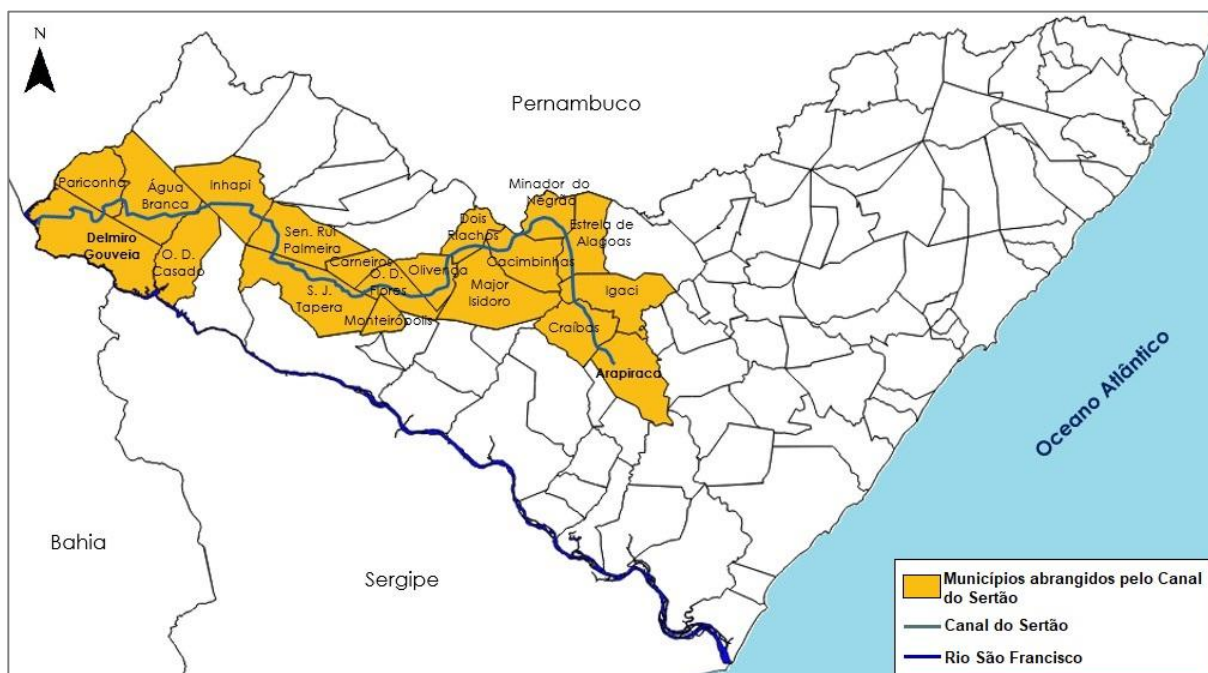 N
Pernambuco
Pariconha
Água
Branca
Inhapi
Minador do
Negrão
Delmiro
Gouveia
O. D.
Casado
Sen. Rui
Palmeira
Carneiros
S. J.
Tapera
O. D.
Flores
Monteirópolis
Olivença
Dois
Riachos
Cacimbinhas
Major
Isidoro
Estrela de
Alagoas
Igaci
Craíbas
Arapiraca
Oceano Atlântico
Bahia
Sergipe
Municípios abrangidos pelo Canal
do Sertão
Canal do Sertão
Rio São Francisco